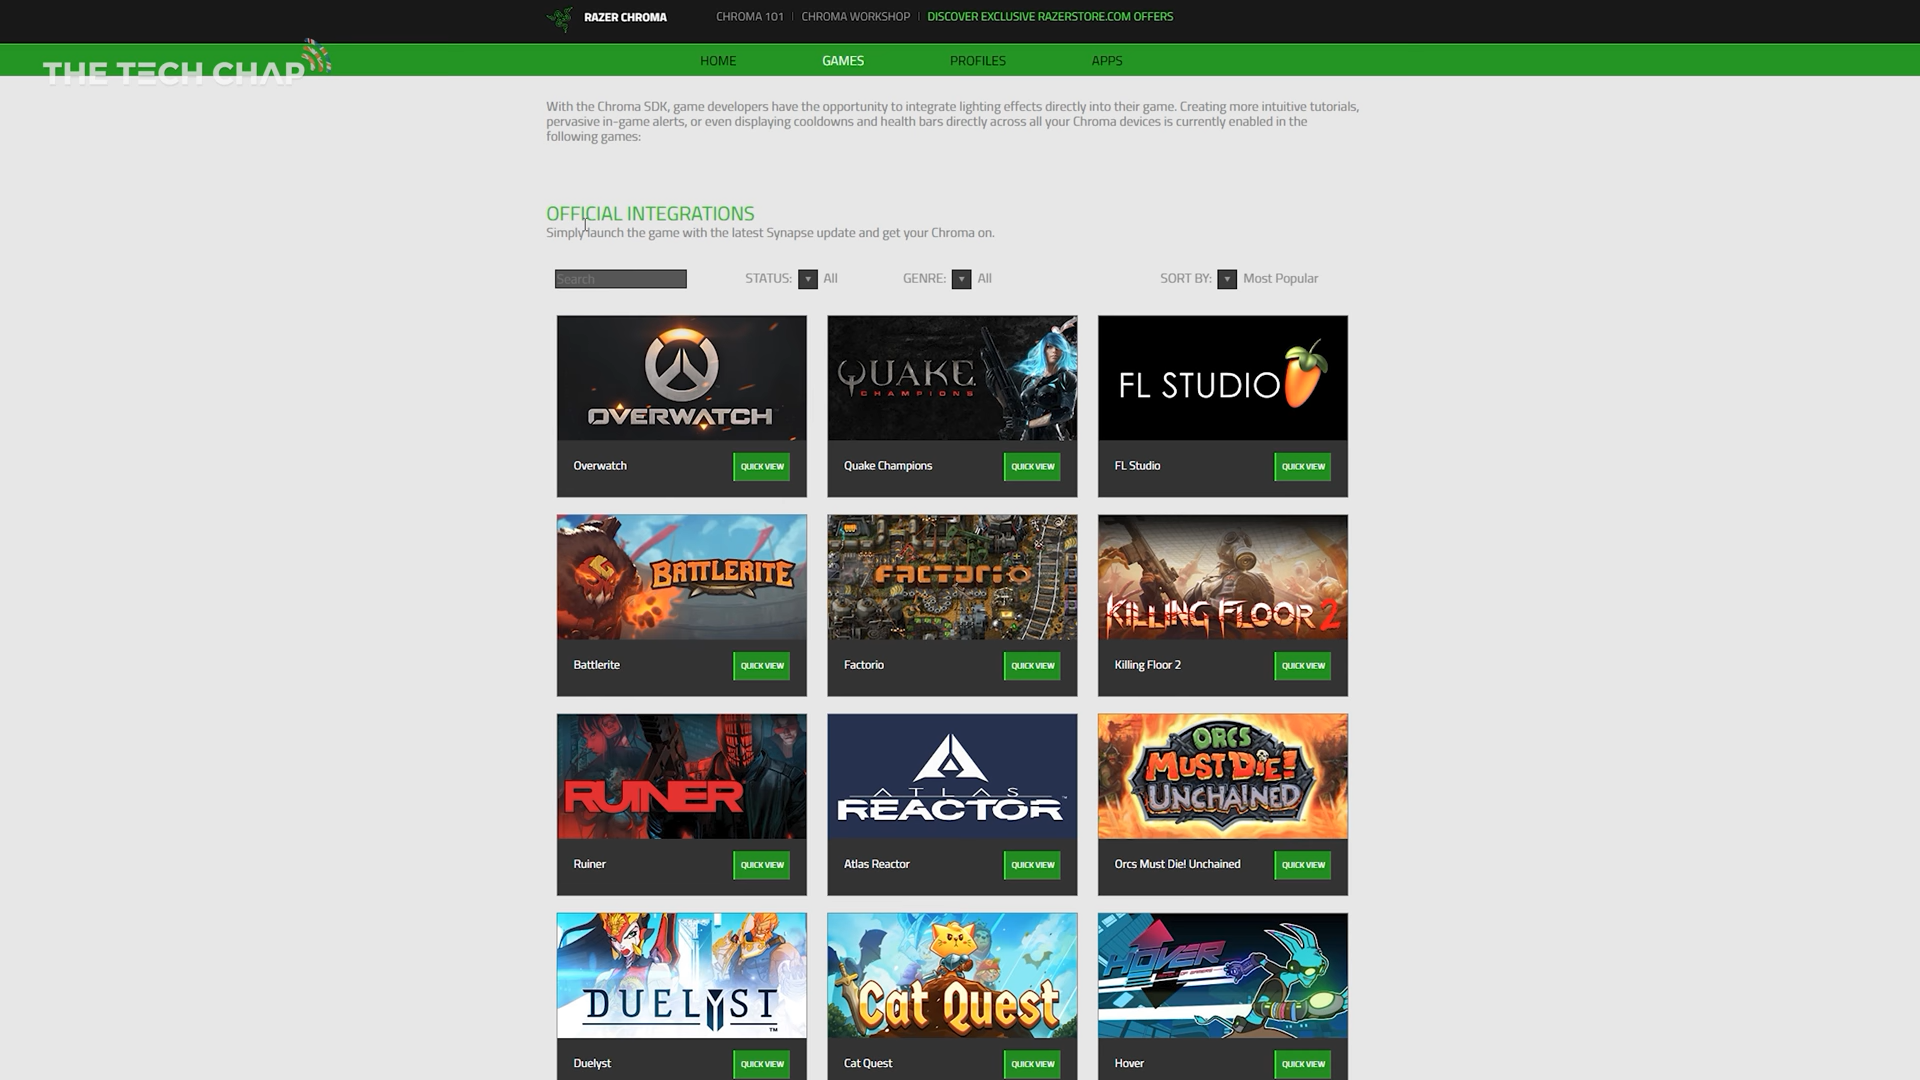 RAZER CHROMA
CHROMA 101 | CHROMA WORKSHOP | DISCOVER EXCLUSIVE RAZERSTORE.COM OFFERS
THE TECH CHAP
HOME GAMES PROFILES APPS
With the Chroma SDK, game developers have the opportunity to integrate lighting effects directly into their game. Creating more intuitive tutorials,
pervasive in-game alerts, or even displaying cooldowns and health bars directly across all your Chroma devices is currently enabled in the
following games:
OFFICIAL INTEGRATIONS
Simply launch the game with the latest Synapse update and get your Chroma on.
Search STATUS: All GENRE: All SORT BY: Most Popular
OVERWATCH
QUAKE
CHAMPIONS
FL STUDIO
Overwatch QUICK VIEW
Quake Champions QUICK VIEW
FL Studio QUICK VIEW
BATTLERITE
FACTORIO
KILLING FLOOR 2
Battlerite QUICK VIEW
Factorio QUICK VIEW
Killing Floor 2 QUICK VIEW
RUINER
ATLAS
REACTOR
ORCS
MUST DIE!
UNCHAINED
Ruiner QUICK VIEW
Atlas Reactor QUICK VIEW
Orcs Must Die! Unchained QUICK VIEW
DUELYST™
Cat Quest
HOVER
Duelyst QUICK VIEW
Cat Quest QUICK VIEW
Hover QUICK VIEW